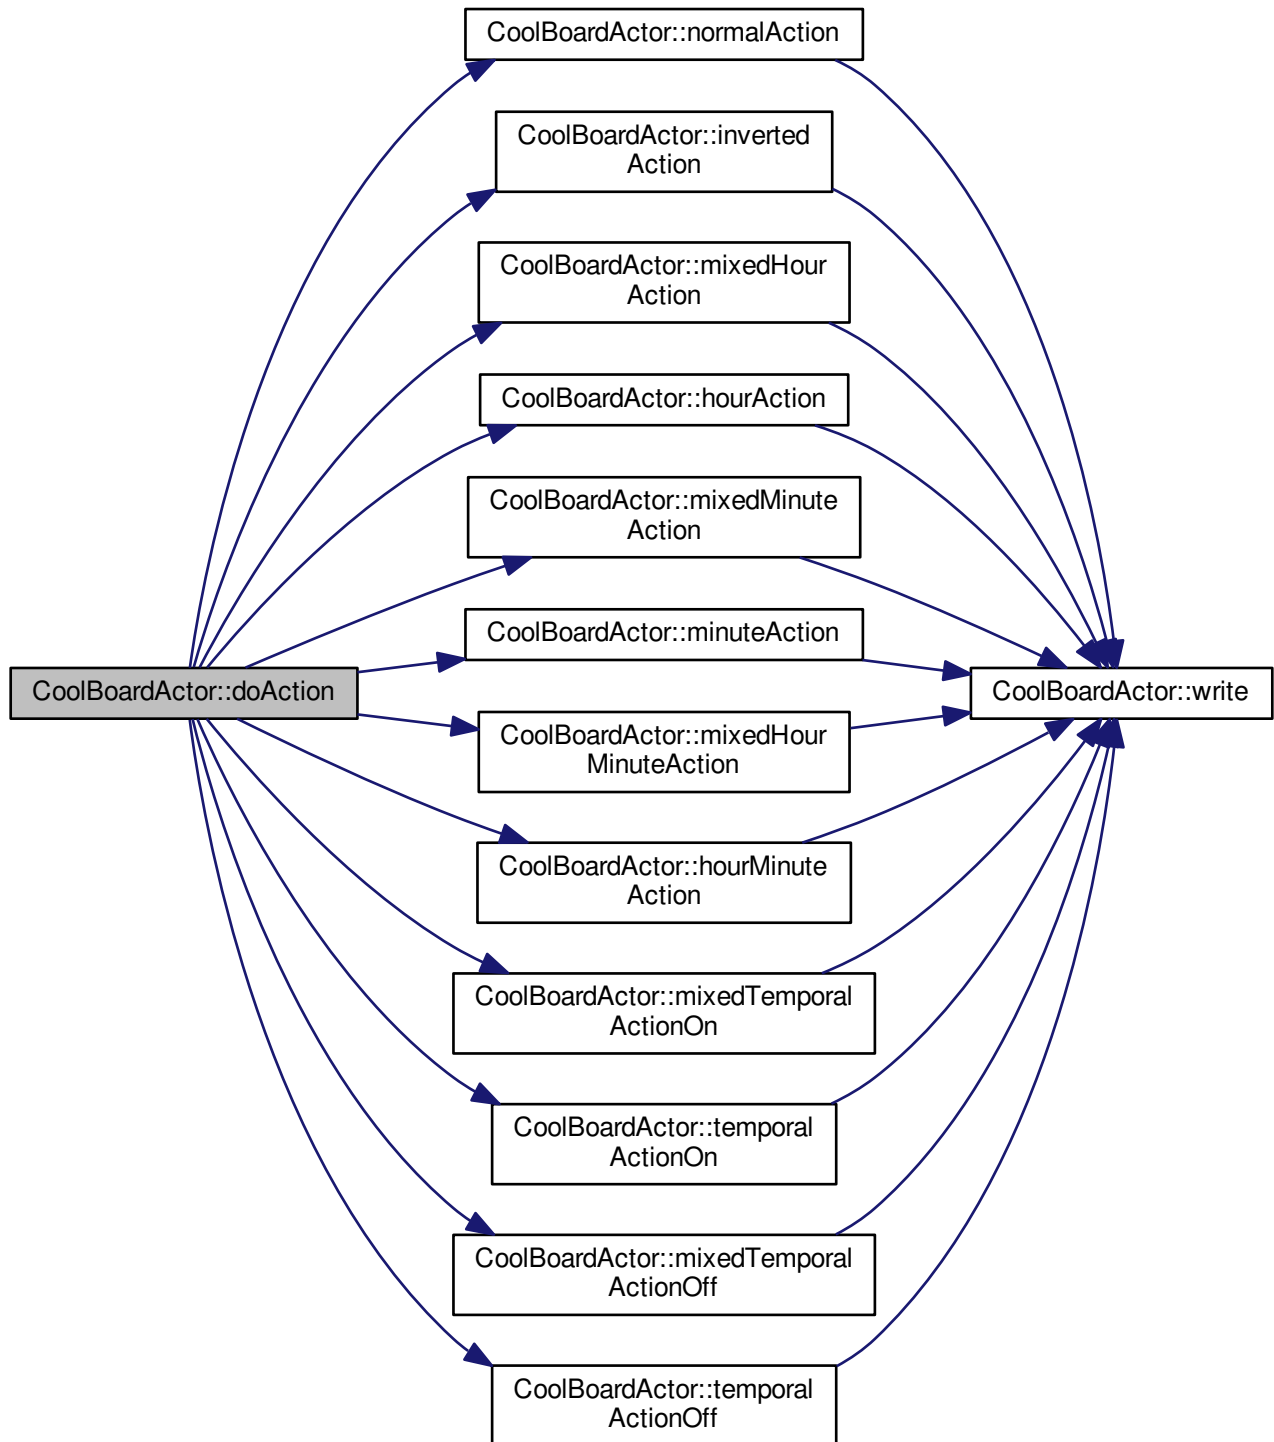 CoolBoardActor::normalAction
CoolBoardActor::inverted
Action
CoolBoardActor::mixedHour
Action
CoolBoardActor::hourAction
CoolBoardActor::mixedMinute
Action
CoolBoardActor::minuteAction
CoolBoardActor::doAction
CoolBoardActor::write
CoolBoardActor::mixedHour
MinuteAction
CoolBoardActor::hourMinute
Action
CoolBoardActor::mixedTemporal
ActionOn
CoolBoardActor::temporal
ActionOn
CoolBoardActor::mixedTemporal
ActionOff
CoolBoardActor::temporal
ActionOff